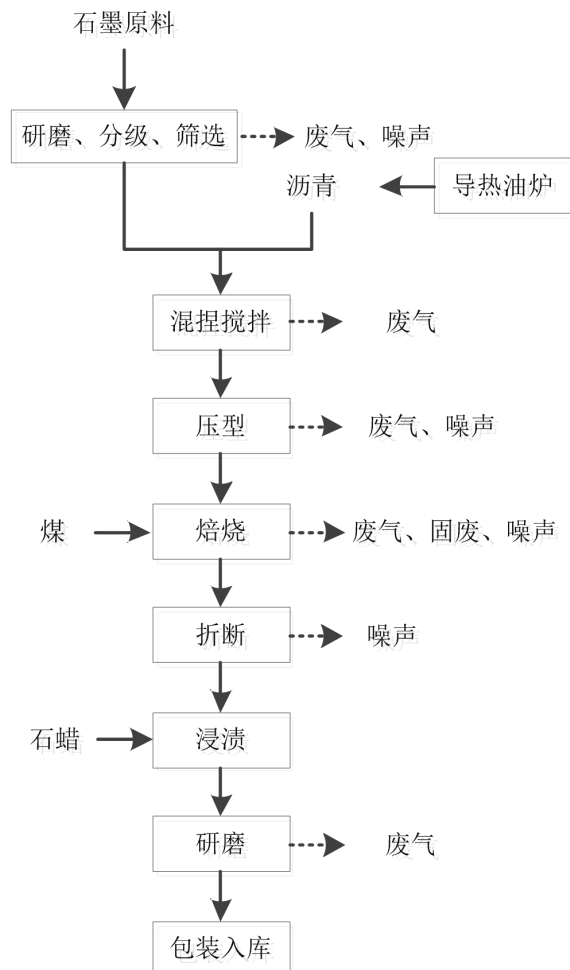 石墨原料
研磨、分级、筛选
废气、噪声
沥青
导热油炉
混捏搅拌
废气
压型
废气、噪声
煤
焙烧
废气、固废、噪声
折断
噪声
石蜡
浸渍
研磨
废气
包装入库